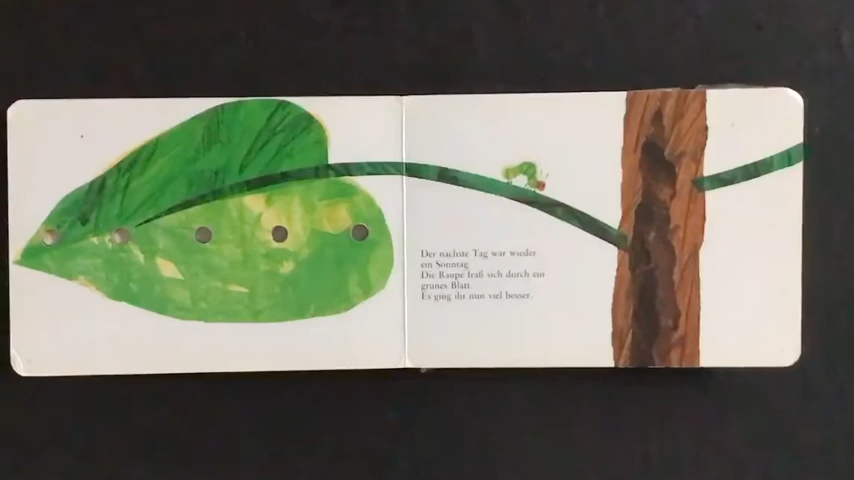 Der nächste Tag war wieder
ein Sonntag.
Die Raupe fraß sich durch ein
grünes Blatt.
Es ging ihr nun viel besser.